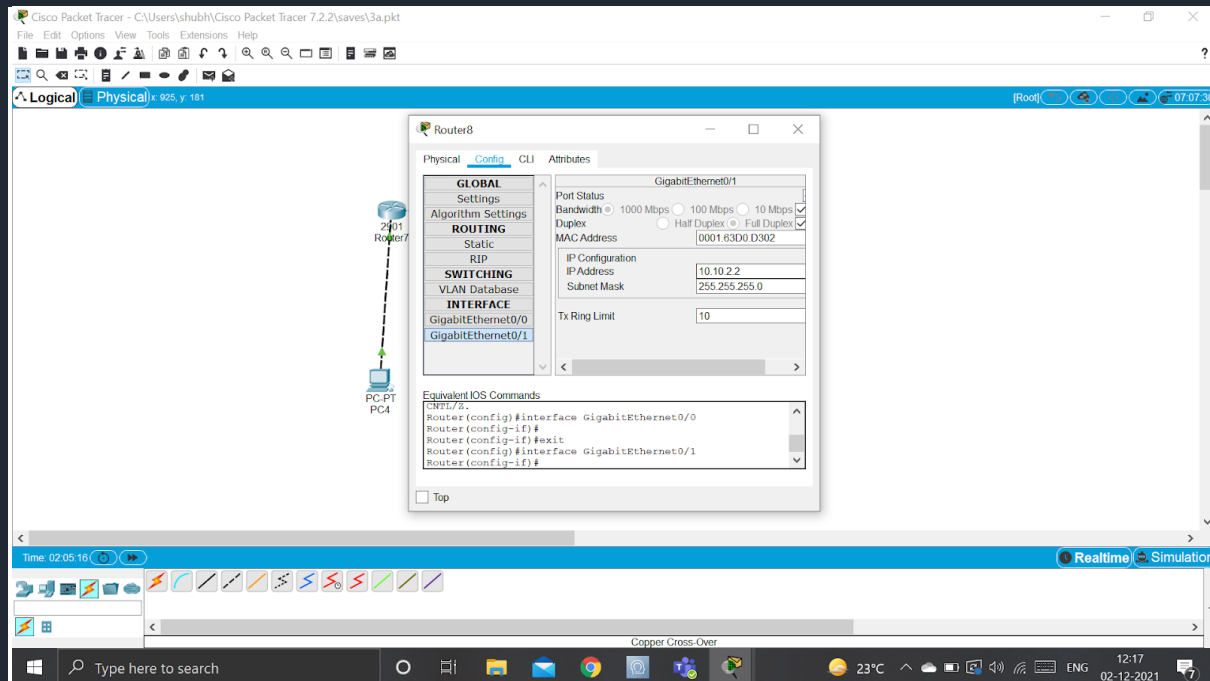 Cisco Packet Tracer - C:\Users\shubh\Cisco Packet Tracer 7.2.2\saves\3a.pkt
File Edit Options View Tools Extensions Help
?
Logical Physical x: 925, y: 181 [Root] 07:07:30
Router8
Physical Config CLI Attributes
GLOBAL
Settings
Algorithm Settings
ROUTING
Static
RIP
SWITCHING
VLAN Database
INTERFACE
GigabitEthernet0/0
GigabitEthernet0/1
GigabitEthernet0/1
Port Status
Bandwidth 1000 Mbps 100 Mbps 10 Mbps
Duplex Half Duplex Full Duplex
MAC Address 0001.63D0.D302
IP Configuration
IP Address 10.10.2.2
Subnet Mask 255.255.255.0
Tx Ring Limit 10
Equivalent IOS Commands
CNTL/Z.
Router(config)#interface GigabitEthernet0/0
Router(config-if)#
Router(config-if)#exit
Router(config)#interface GigabitEthernet0/1
Router(config-if)#
Top
2901
Router7
PC-PT
PC4
Time: 02:05:16 Realtime Simulation
Copper Cross-Over
Type here to search 23°C ENG 12:17
02-12-2021 7